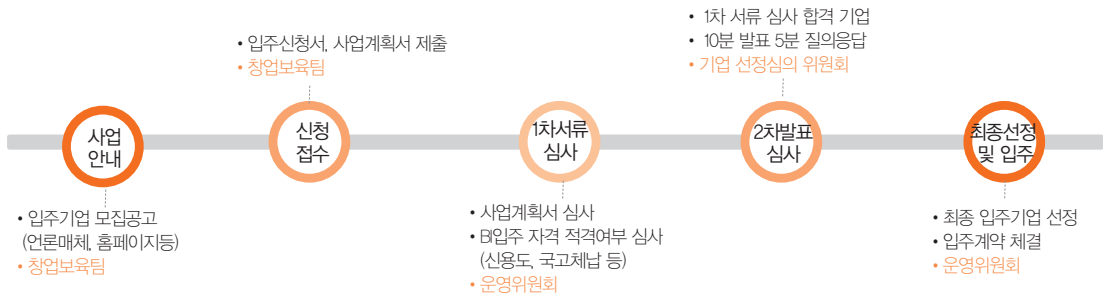 사업
안내
• 입주기업 모집공고
(언론매체, 홈페이지등)
• 창업보육팀
• 입주신청서, 사업계획서 제출
• 창업보육팀
신청
접수
1차서류
심사
• 사업계획서 심사
• BI입주 자격 적격여부 심사
(신용도, 국고체납 등)
• 운영위원회
• 1차 서류 심사 합격 기업
• 10분 발표 5분 질의응답
• 기업 선정심의 위원회
2차발표
심사
최종선정
및 입주
• 최종 입주기업 선정
• 입주계약 체결
• 운영위원회